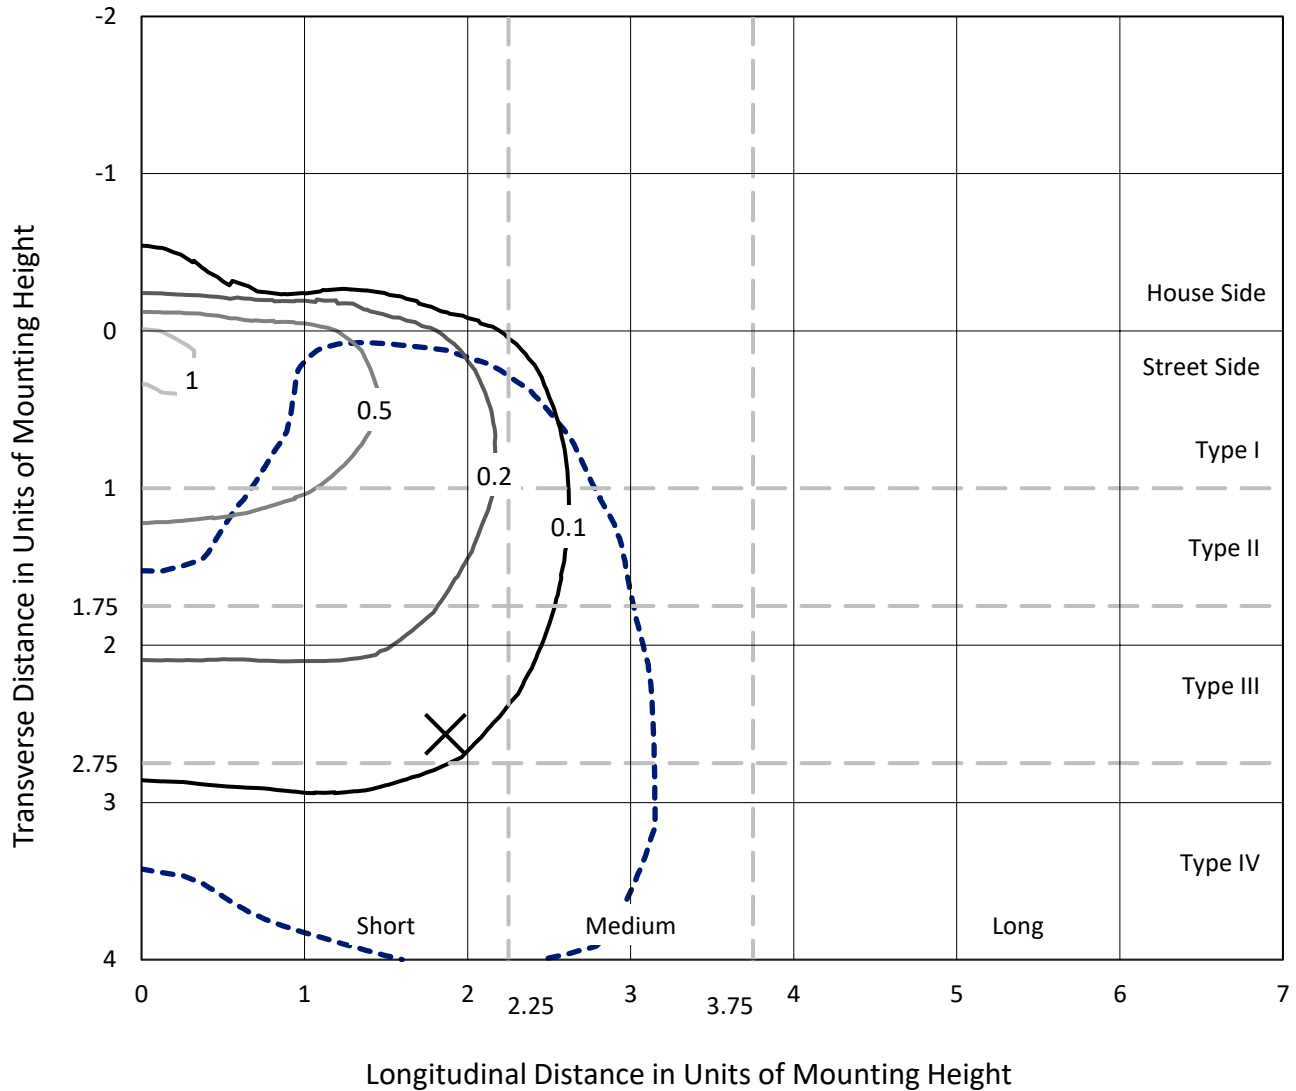 -2
-1
0
1
1.75
2
2.75
3
4
Transverse Distance in Units of Mounting Height
House Side
Street Side
Type I
Type II
Type III
Type IV
1
0.5
0.2
0.1
Short
Medium
Long
0
1
2
2.25
3
3.75
4
5
6
7
Longitudinal Distance in Units of Mounting Height